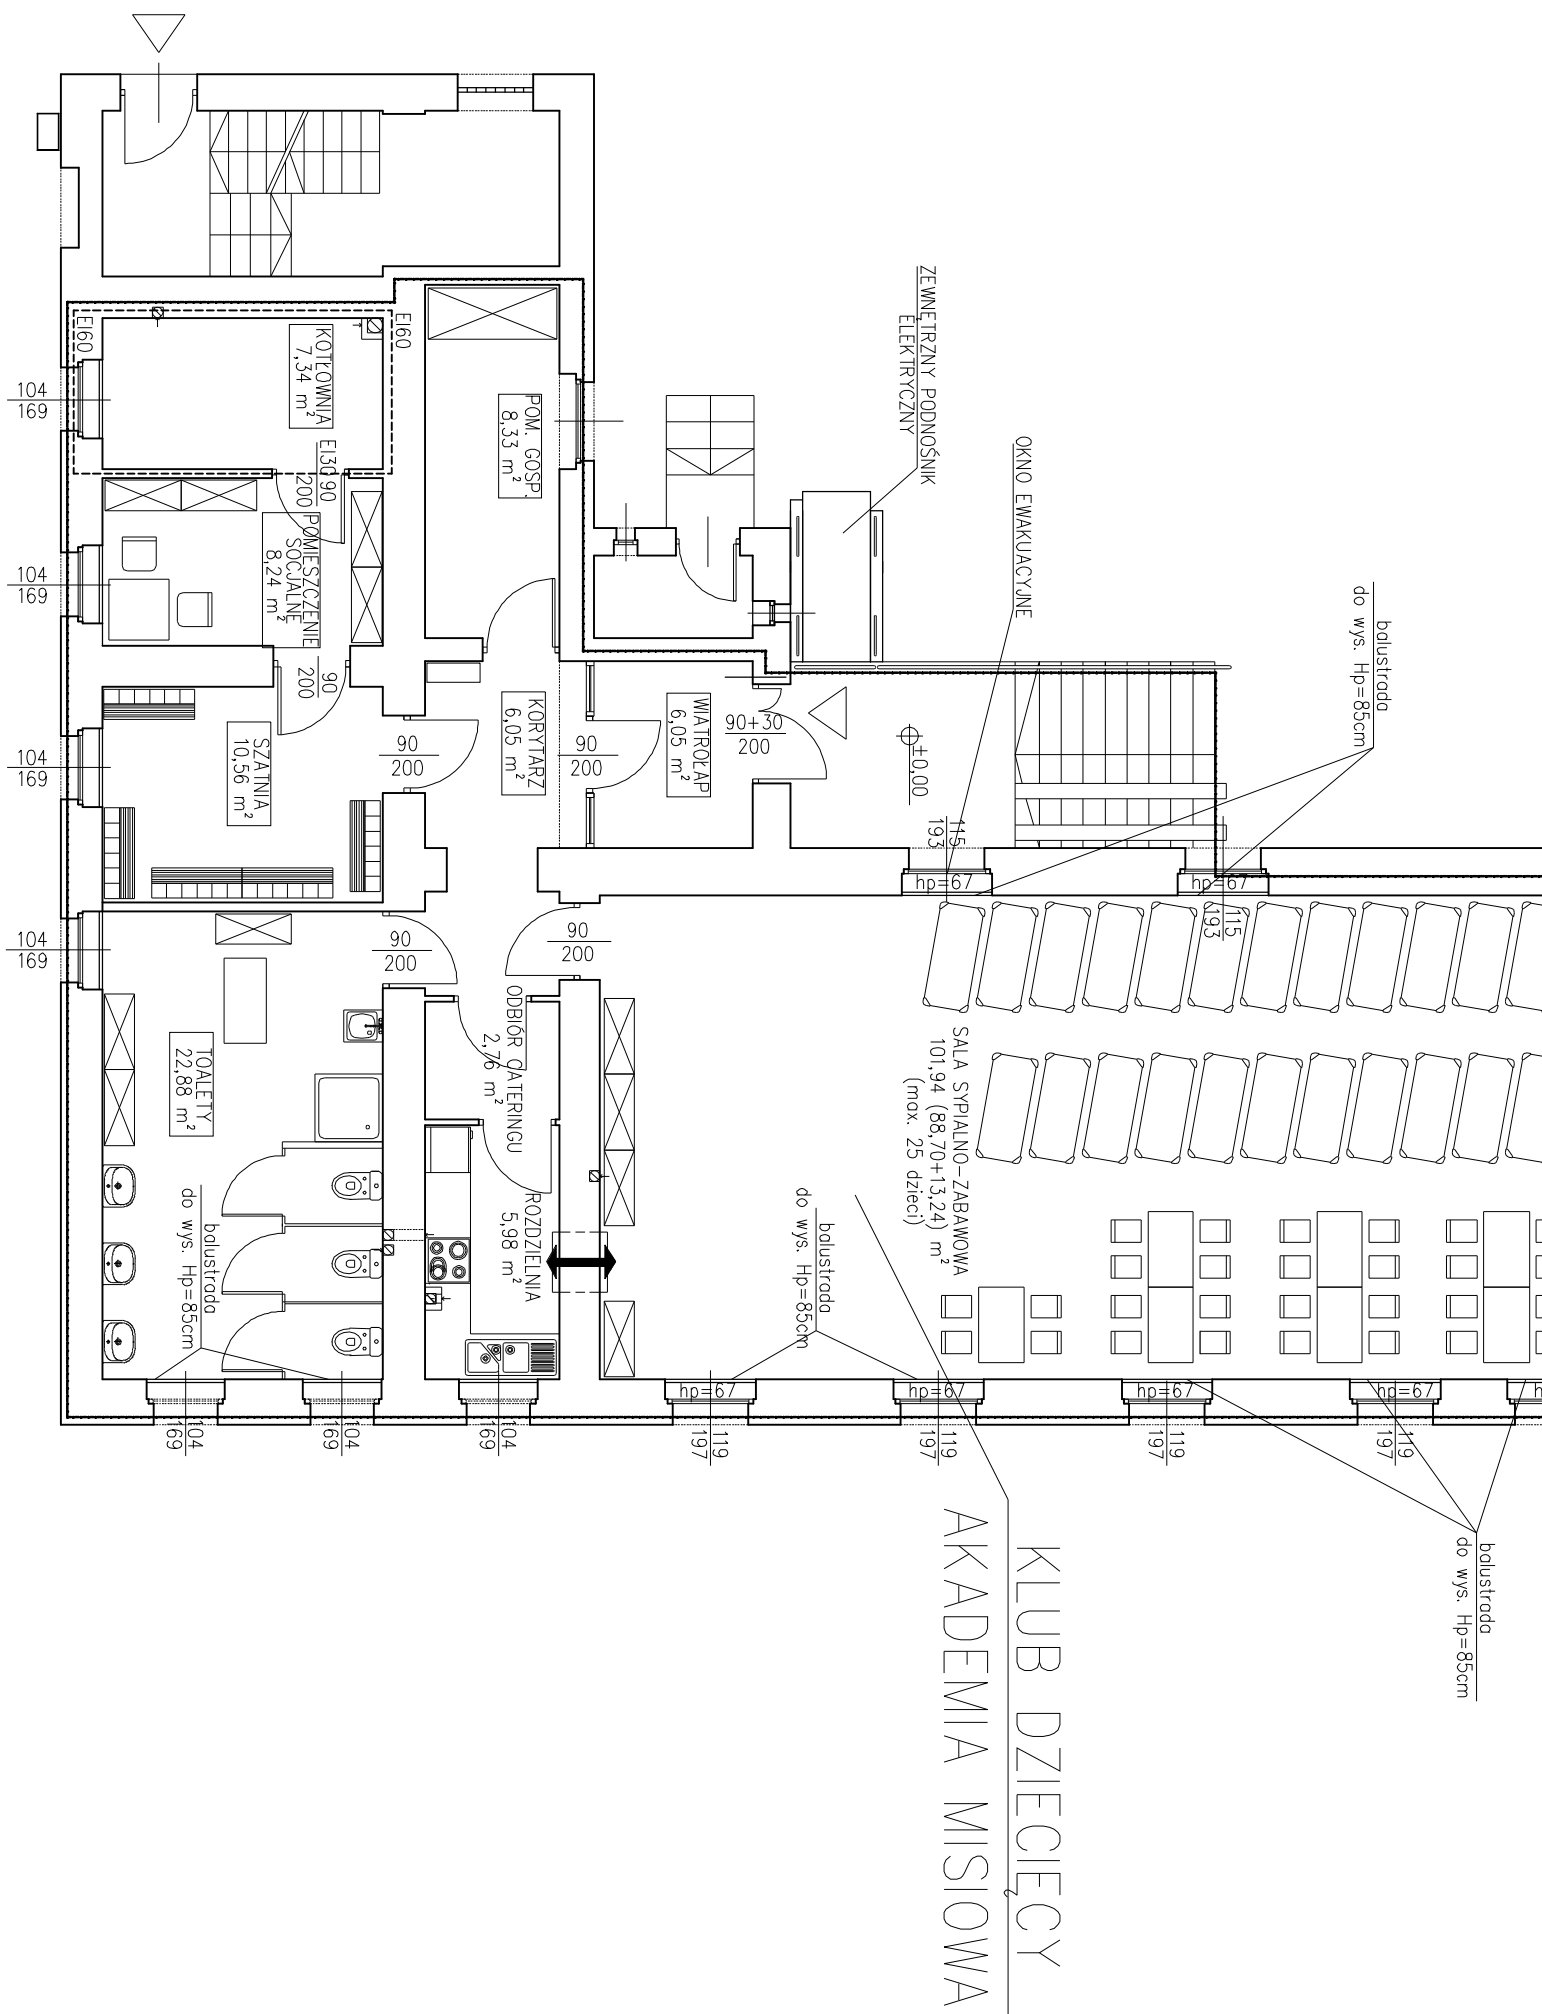 ZEWNĘTRZNY PODNOŚNIK
ELEKTRYCZNY
OKNO EWAKUACYJNE
balustrada
do wys. Hp=85cm
EI60
EI60
KOTŁOWNIA
7,34 m²
EI30 90
200
POM. GOSP.
8,33 m²
POMIESZCZENIE
SOCJALNE
8,24 m²
90
200
SZATNIA
10,56 m²
90
200
KORYTARZ
6,05 m²
90
200
WIATROŁAP
6,05 m²
90+30
200
±0,00
115
193
hp=67
115
193
hp=67
104
169
104
169
104
169
104
169
90
200
90
200
ODBIÓR CATERINGU
2,76 m²
TOALETY
22,88 m²
ROZDZIELNIA
5,98 m²
SALA SYPIALNO-ZABAWOWA
101,94 (88,70+13,24) m²
(max. 25 dzieci)
balustrada
do wys. Hp=85cm
balustrada
do wys. Hp=85cm
hp=67
hp=67
hp=67
hp=67
104
169
104
169
104
169
119
197
119
197
119
197
119
197
balustrada
do wys. Hp=85cm
KLUB DZIECIĘCY
AKADEMIA MISIOWA